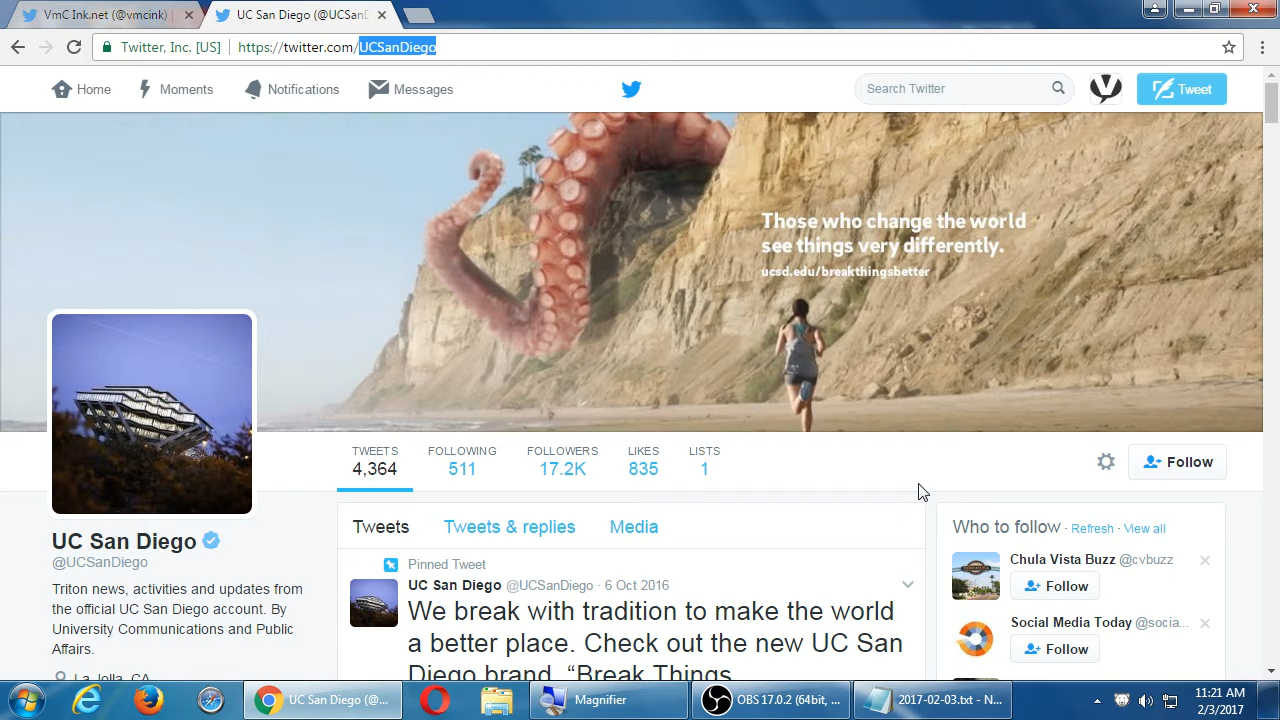 VmC Ink.net (@vmcink)
UC San Diego (@UCSanD
Twitter, Inc. [US]
https://twitter.com/UCSanDiego
Home
Moments
Notifications
Messages
Search Twitter
Tweet
Those who change the world
see things very differently.
ucsd.edu/breakthingsbetter
TWEETS FOLLOWING FOLLOWERS LIKES LISTS
4,364 511 17.2K 835 1
Follow
UC San Diego
@UCSanDiego
Triton news, activities and updates from
the official UC San Diego account. By
University Communications and Public
Affairs.
La Jolla, CA
Tweets Tweets & replies Media
Pinned Tweet
UC San Diego @UCSanDiego · 6 Oct 2016
We break with tradition to make the world
a better place. Check out the new UC San
Diego brand, “Break Things
Who to follow · Refresh · View all
Chula Vista Buzz @cvbuzz
Follow
Social Media Today @socia...
Follow
UC San Diego (@...
Magnifier
OBS 17.0.2 (64bit, ...
2017-02-03.txt - N...
11:21 AM
2/3/2017